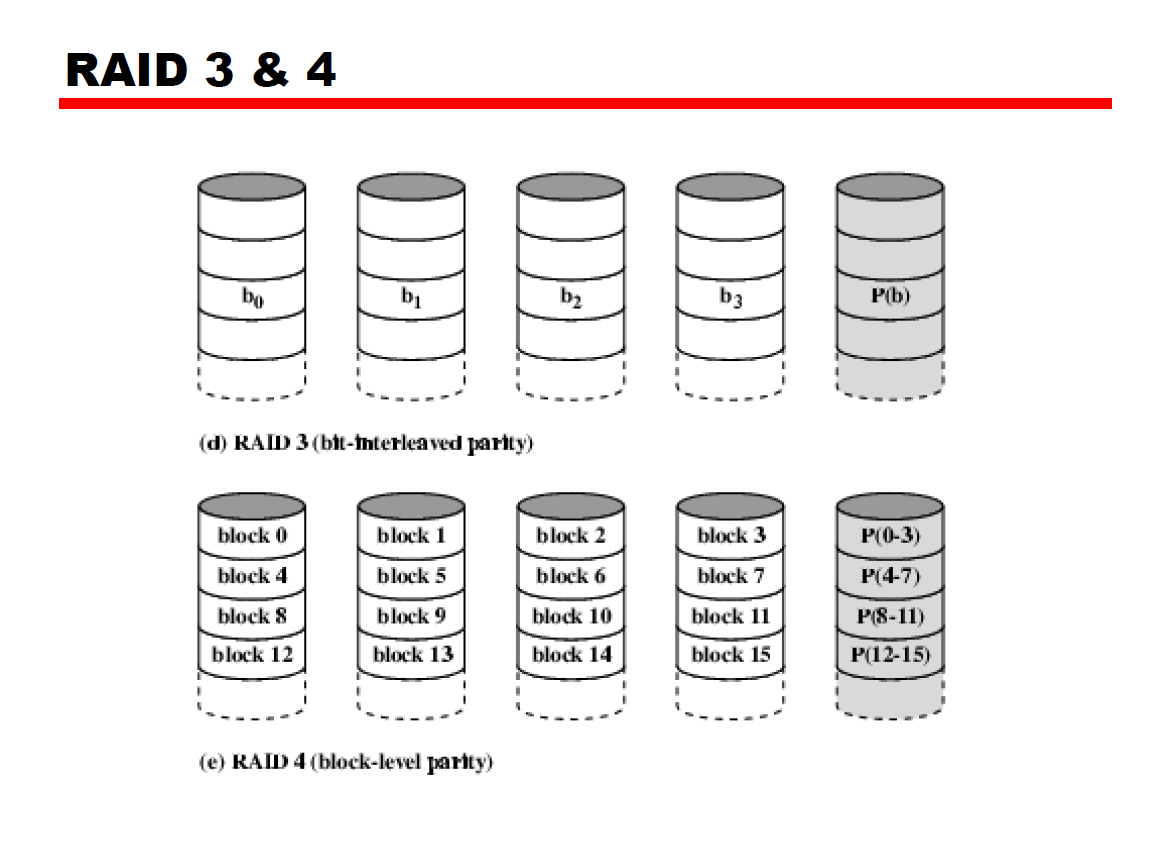 RAID 3 & 4
b0 b1 b2 b3 P(b)
(d) RAID 3 (bit-interleaved parity)
block 0 block 1 block 2 block 3 P(0-3)
block 4 block 5 block 6 block 7 P(4-7)
block 8 block 9 block 10 block 11 P(8-11)
block 12 block 13 block 14 block 15 P(12-15)
(e) RAID 4 (block-level parity)